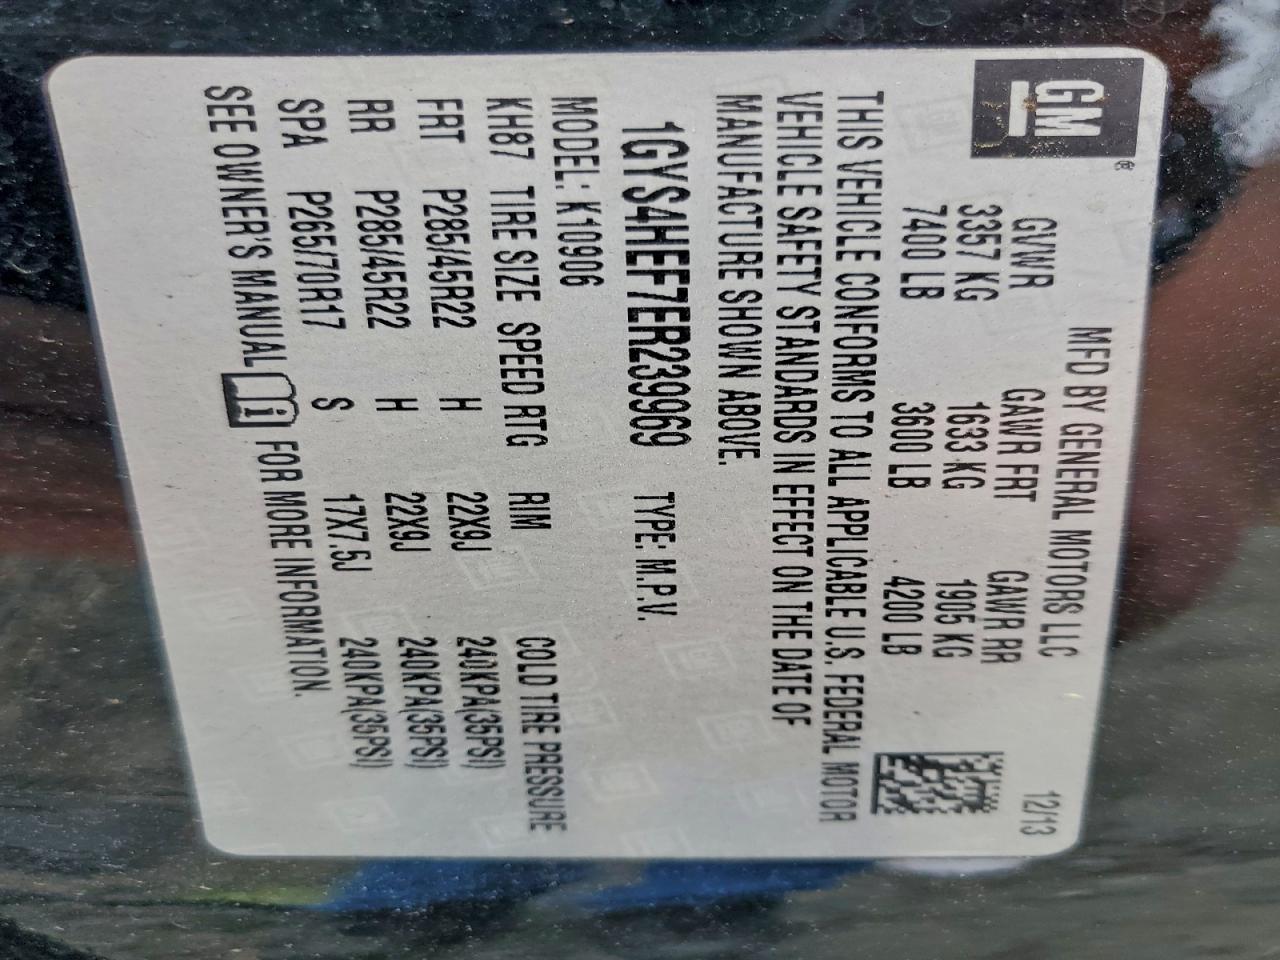 GM ®
MFD BY GENERAL MOTORS LLC 12/13
GVWR GAWR FRT GAWR RR
3357 KG 1633 KG 1905 KG
7400 LB 3600 LB 4200 LB
THIS VEHICLE CONFORMS TO ALL APPLICABLE U.S. FEDERAL MOTOR
VEHICLE SAFETY STANDARDS IN EFFECT ON THE DATE OF
MANUFACTURE SHOWN ABOVE.
1GYS4HEF7ER239969 TYPE: M.P.V.
MODEL: K10906
KH87 TIRE SIZE SPEED RTG RIM COLD TIRE PRESSURE
FRT P285/45R22 H 22X9J 240KPA(35PSI)
RR P285/45R22 H 22X9J 240KPA(35PSI)
SPA P265/70R17 S 17X7.5J 240KPA(35PSI)
SEE OWNER'S MANUAL i FOR MORE INFORMATION.